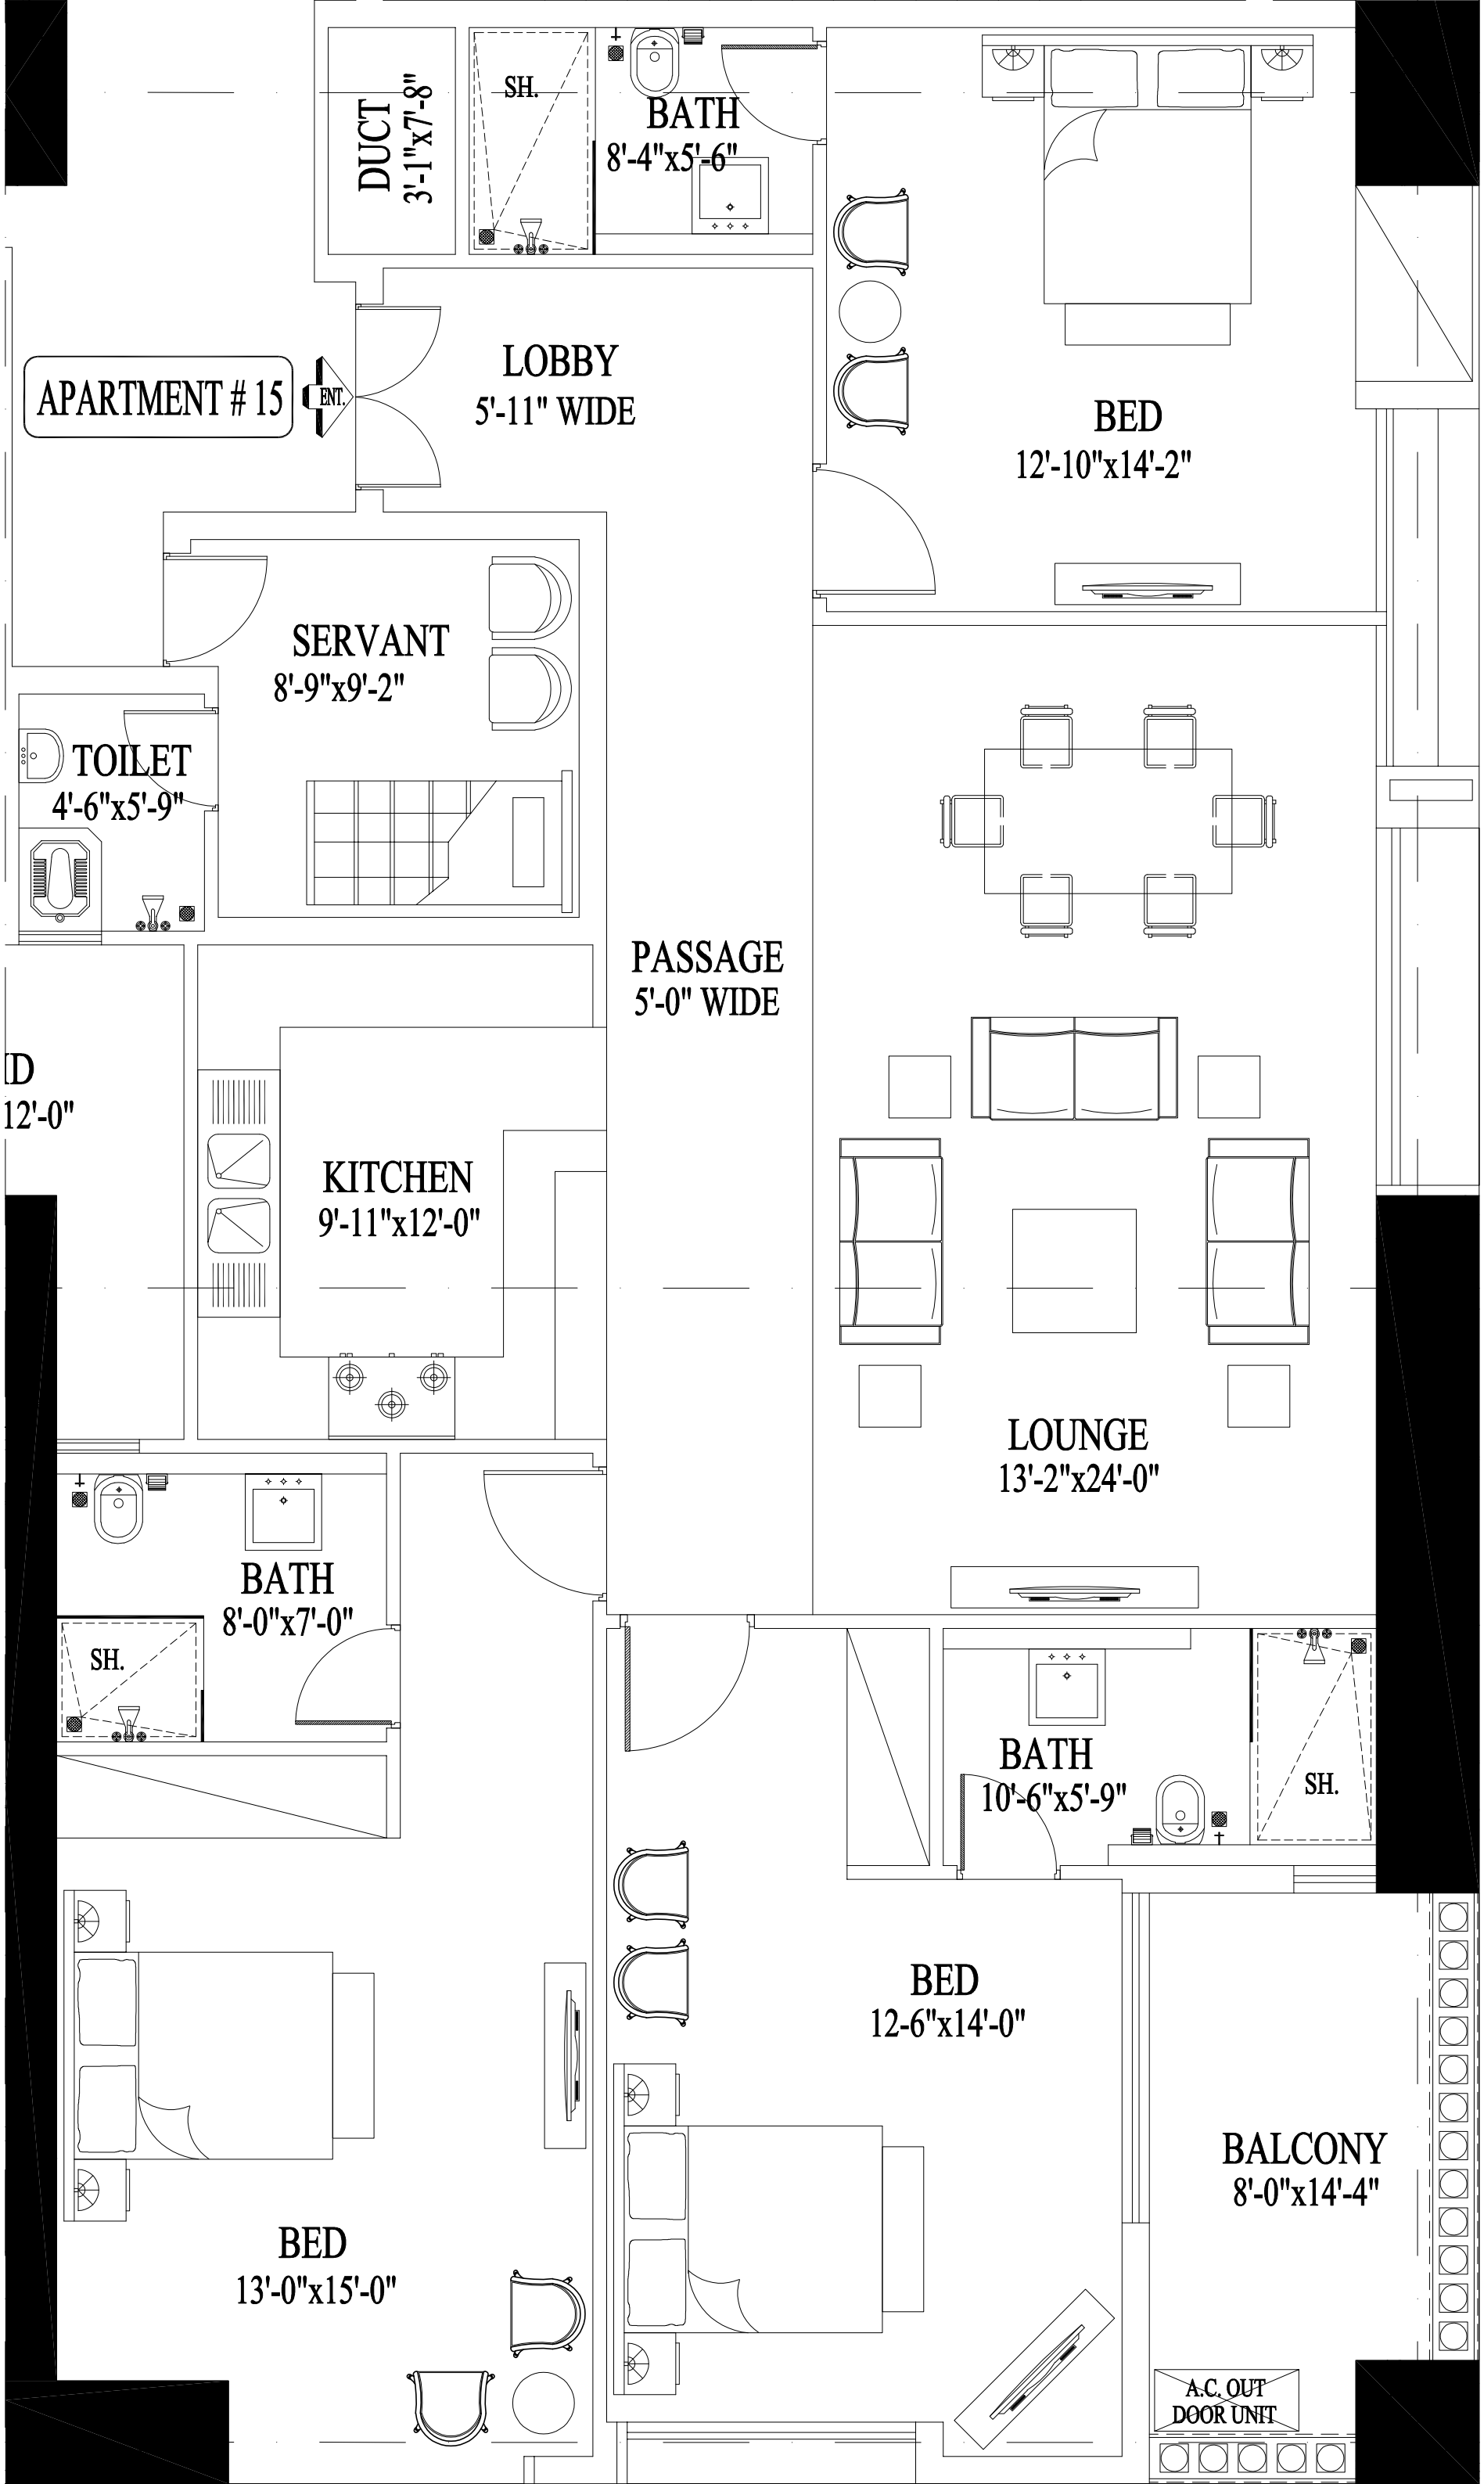 DUCT
3'-1"x7'-8"
SH.
BATH
8'-4"x5'-6"
APARTMENT # 15
ENT.
LOBBY
5'-11" WIDE
BED
12'-10"x14'-2"
SERVANT
8'-9"x9'-2"
TOILET
4'-6"x5'-9"
PASSAGE
5'-0" WIDE
12'-0"
KITCHEN
9'-11"x12'-0"
LOUNGE
13'-2"x24'-0"
BATH
8'-0"x7'-0"
SH.
BATH
10'-6"x5'-9"
SH.
BED
12-6"x14'-0"
BALCONY
8'-0"x14'-4"
BED
13'-0"x15'-0"
A.C. OUT
DOOR UNIT